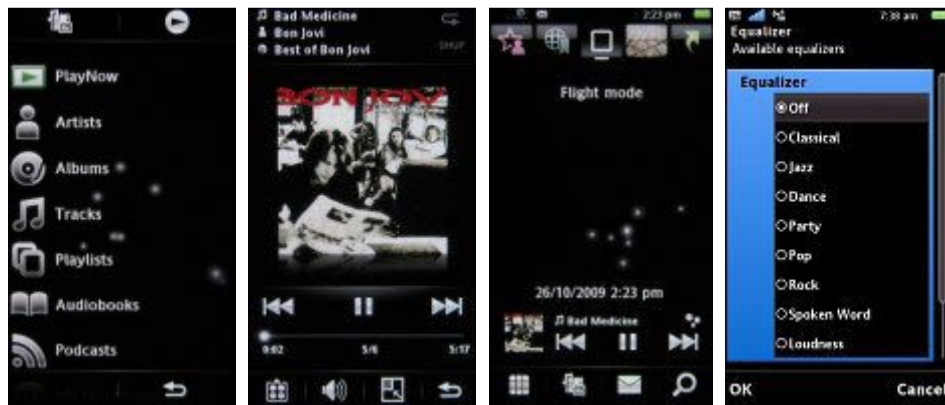 PlayNow
Artists
Albums
Tracks
Playlists
Audiobooks
Podcasts
Bad Medicine
Bon Jovi
Best of Bon Jovi
SHUF
BON JOVI
0:02
5/6
5:17
2:23 pm
Flight mode
26/10/2009 2:23 pm
Bad Medicine
7:38 am
Equalizer
Available equalizers
Equalizer
Off
Classical
Jazz
Dance
Party
Pop
Rock
Spoken Word
Loudness
OK
Cancel